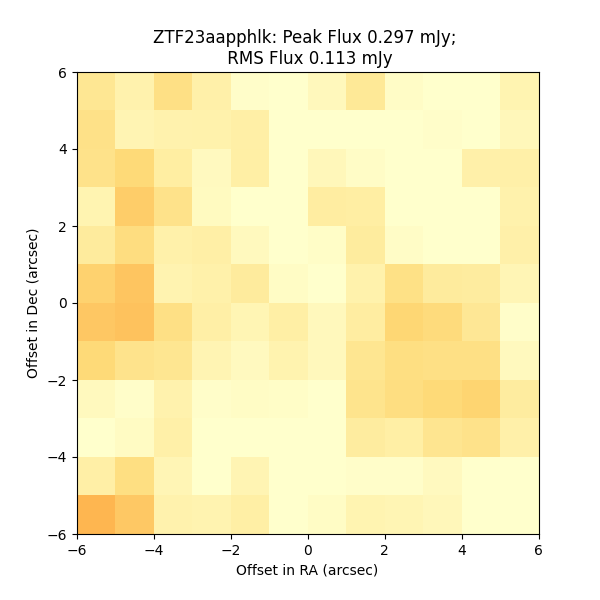 ZTF23aapphlk: Peak Flux 0.297 mJy;
RMS Flux 0.113 mJy
6
4
2
0
−2
−4
−6
Offset in Dec (arcsec)
−6 −4 −2 0 2 4 6
Offset in RA (arcsec)